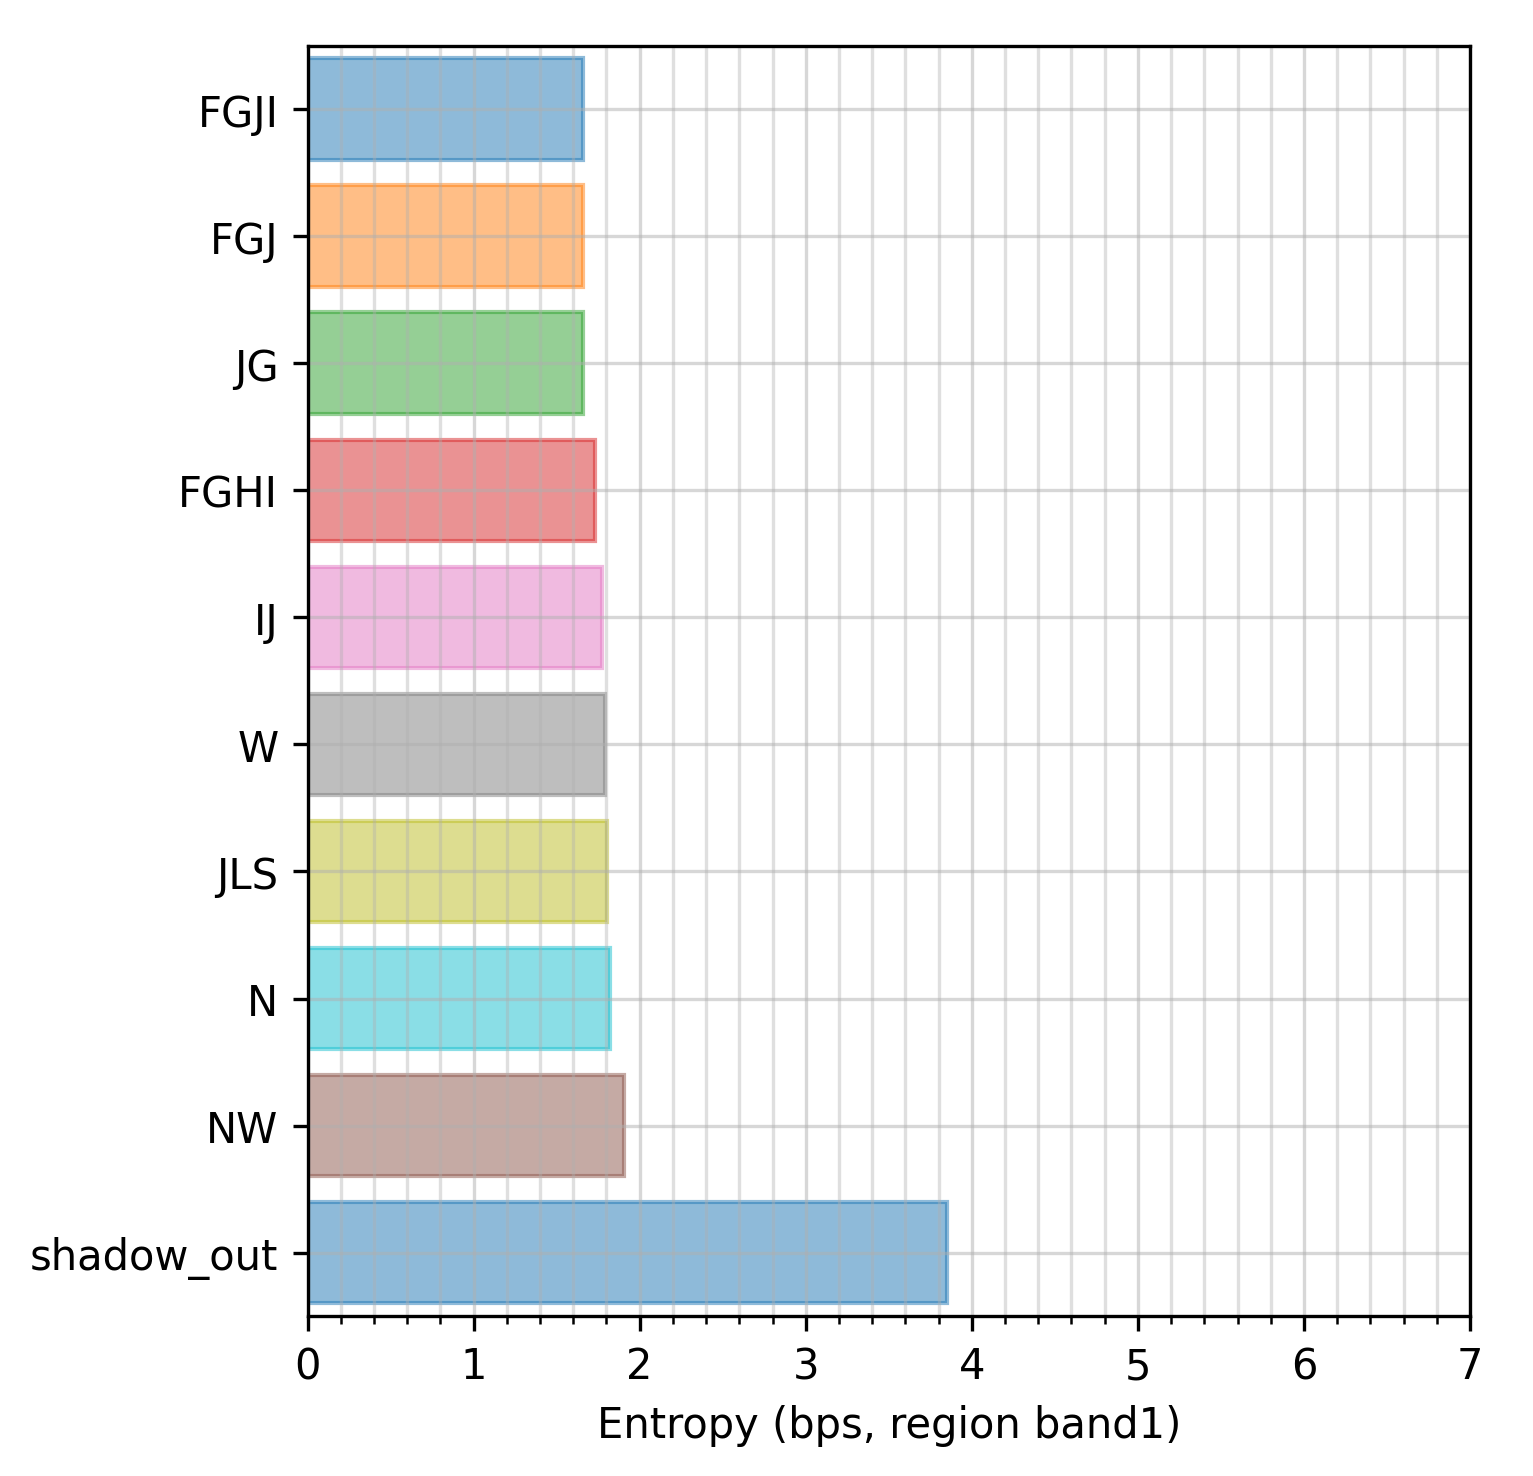 FGJI
FGJ
JG
FGHI
IJ
W
JLS
N
NW
shadow_out
0 1 2 3 4 5 6 7
Entropy (bps, region band1)